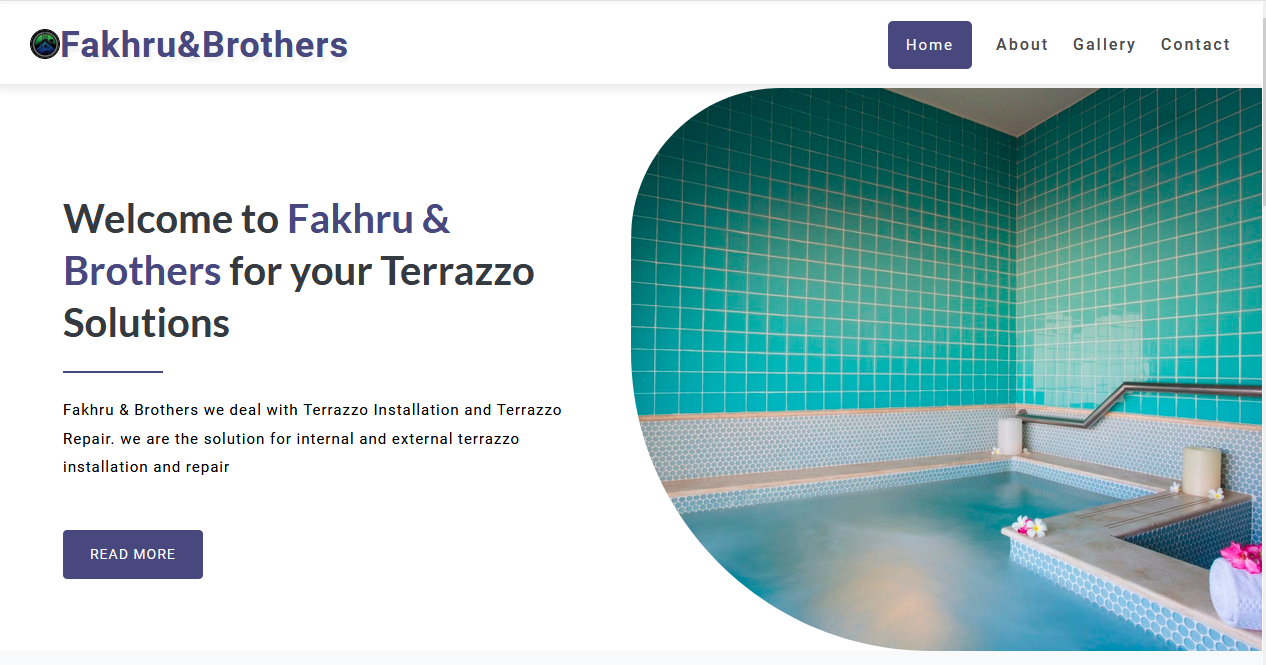 Fakhru&Brothers
Home About Gallery Contact
Welcome to Fakhru &
Brothers for your Terrazzo
Solutions
Fakhru & Brothers we deal with Terrazzo Installation and Terrazzo
Repair. we are the solution for internal and external terrazzo
installation and repair
READ MORE